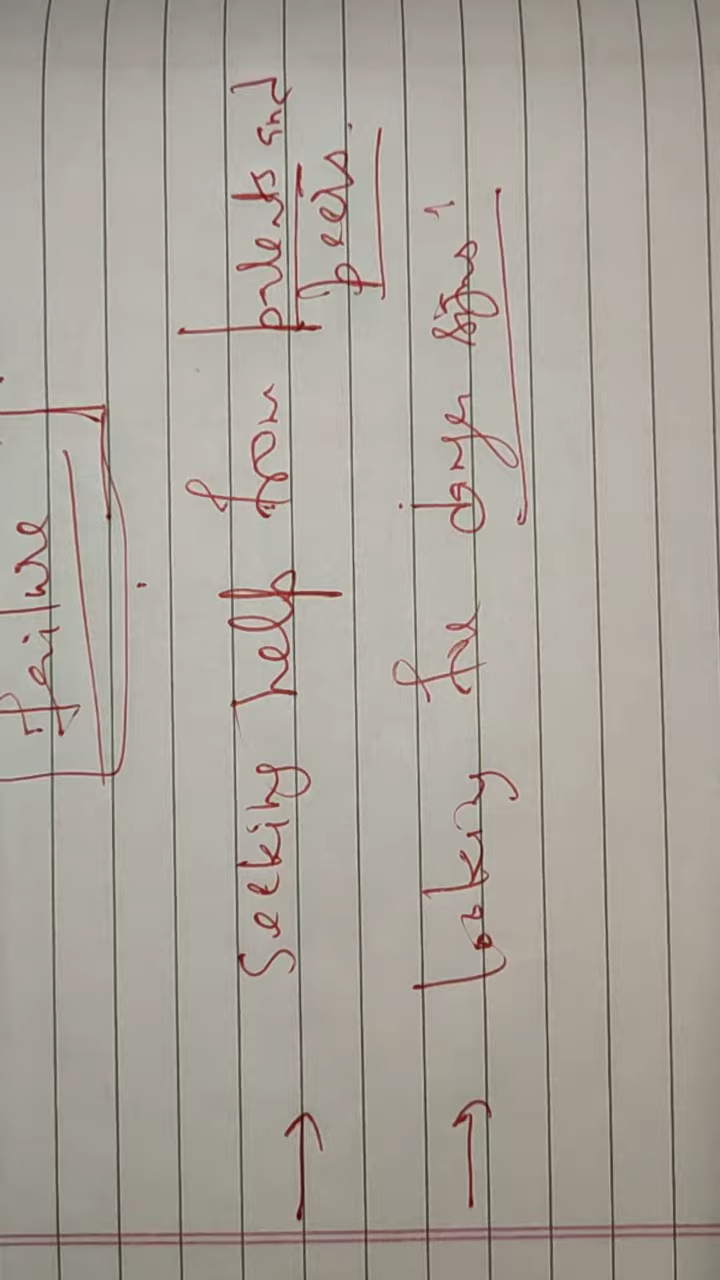 failure
→ Seeking help from parents and
peers.
→ Looking for danger signs'